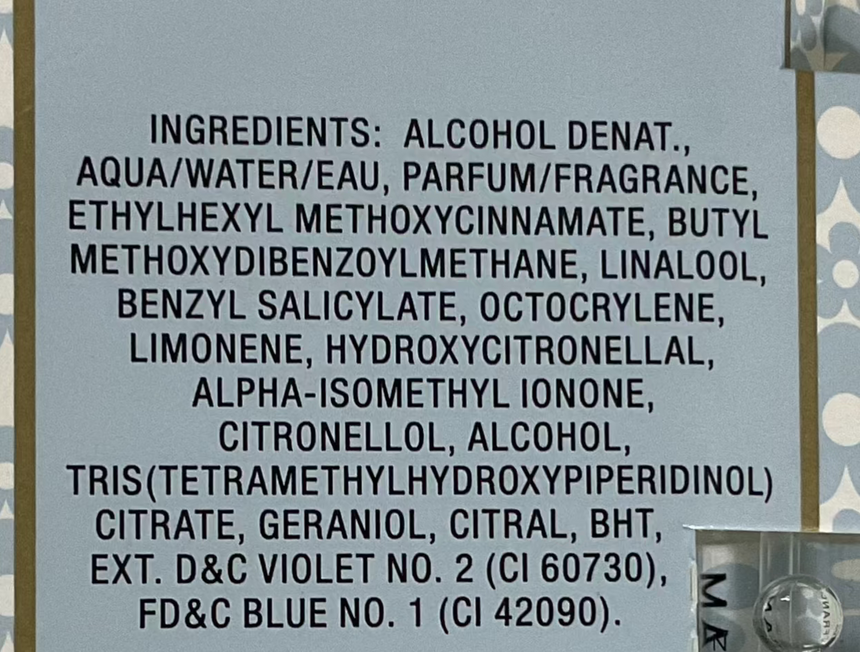 INGREDIENTS: ALCOHOL DENAT.,
AQUA/WATER/EAU, PARFUM/FRAGRANCE,
ETHYLHEXYL METHOXYCINNAMATE, BUTYL
METHOXYDIBENZOYLMETHANE, LINALOOL,
BENZYL SALICYLATE, OCTOCRYLENE,
LIMONENE, HYDROXYCITRONELLAL,
ALPHA-ISOMETHYL IONONE,
CITRONELLOL, ALCOHOL,
TRIS(TETRAMETHYLHYDROXYPIPERIDINOL)
CITRATE, GERANIOL, CITRAL, BHT,
EXT. D&C VIOLET NO. 2 (CI 60730),
FD&C BLUE NO. 1 (CI 42090).